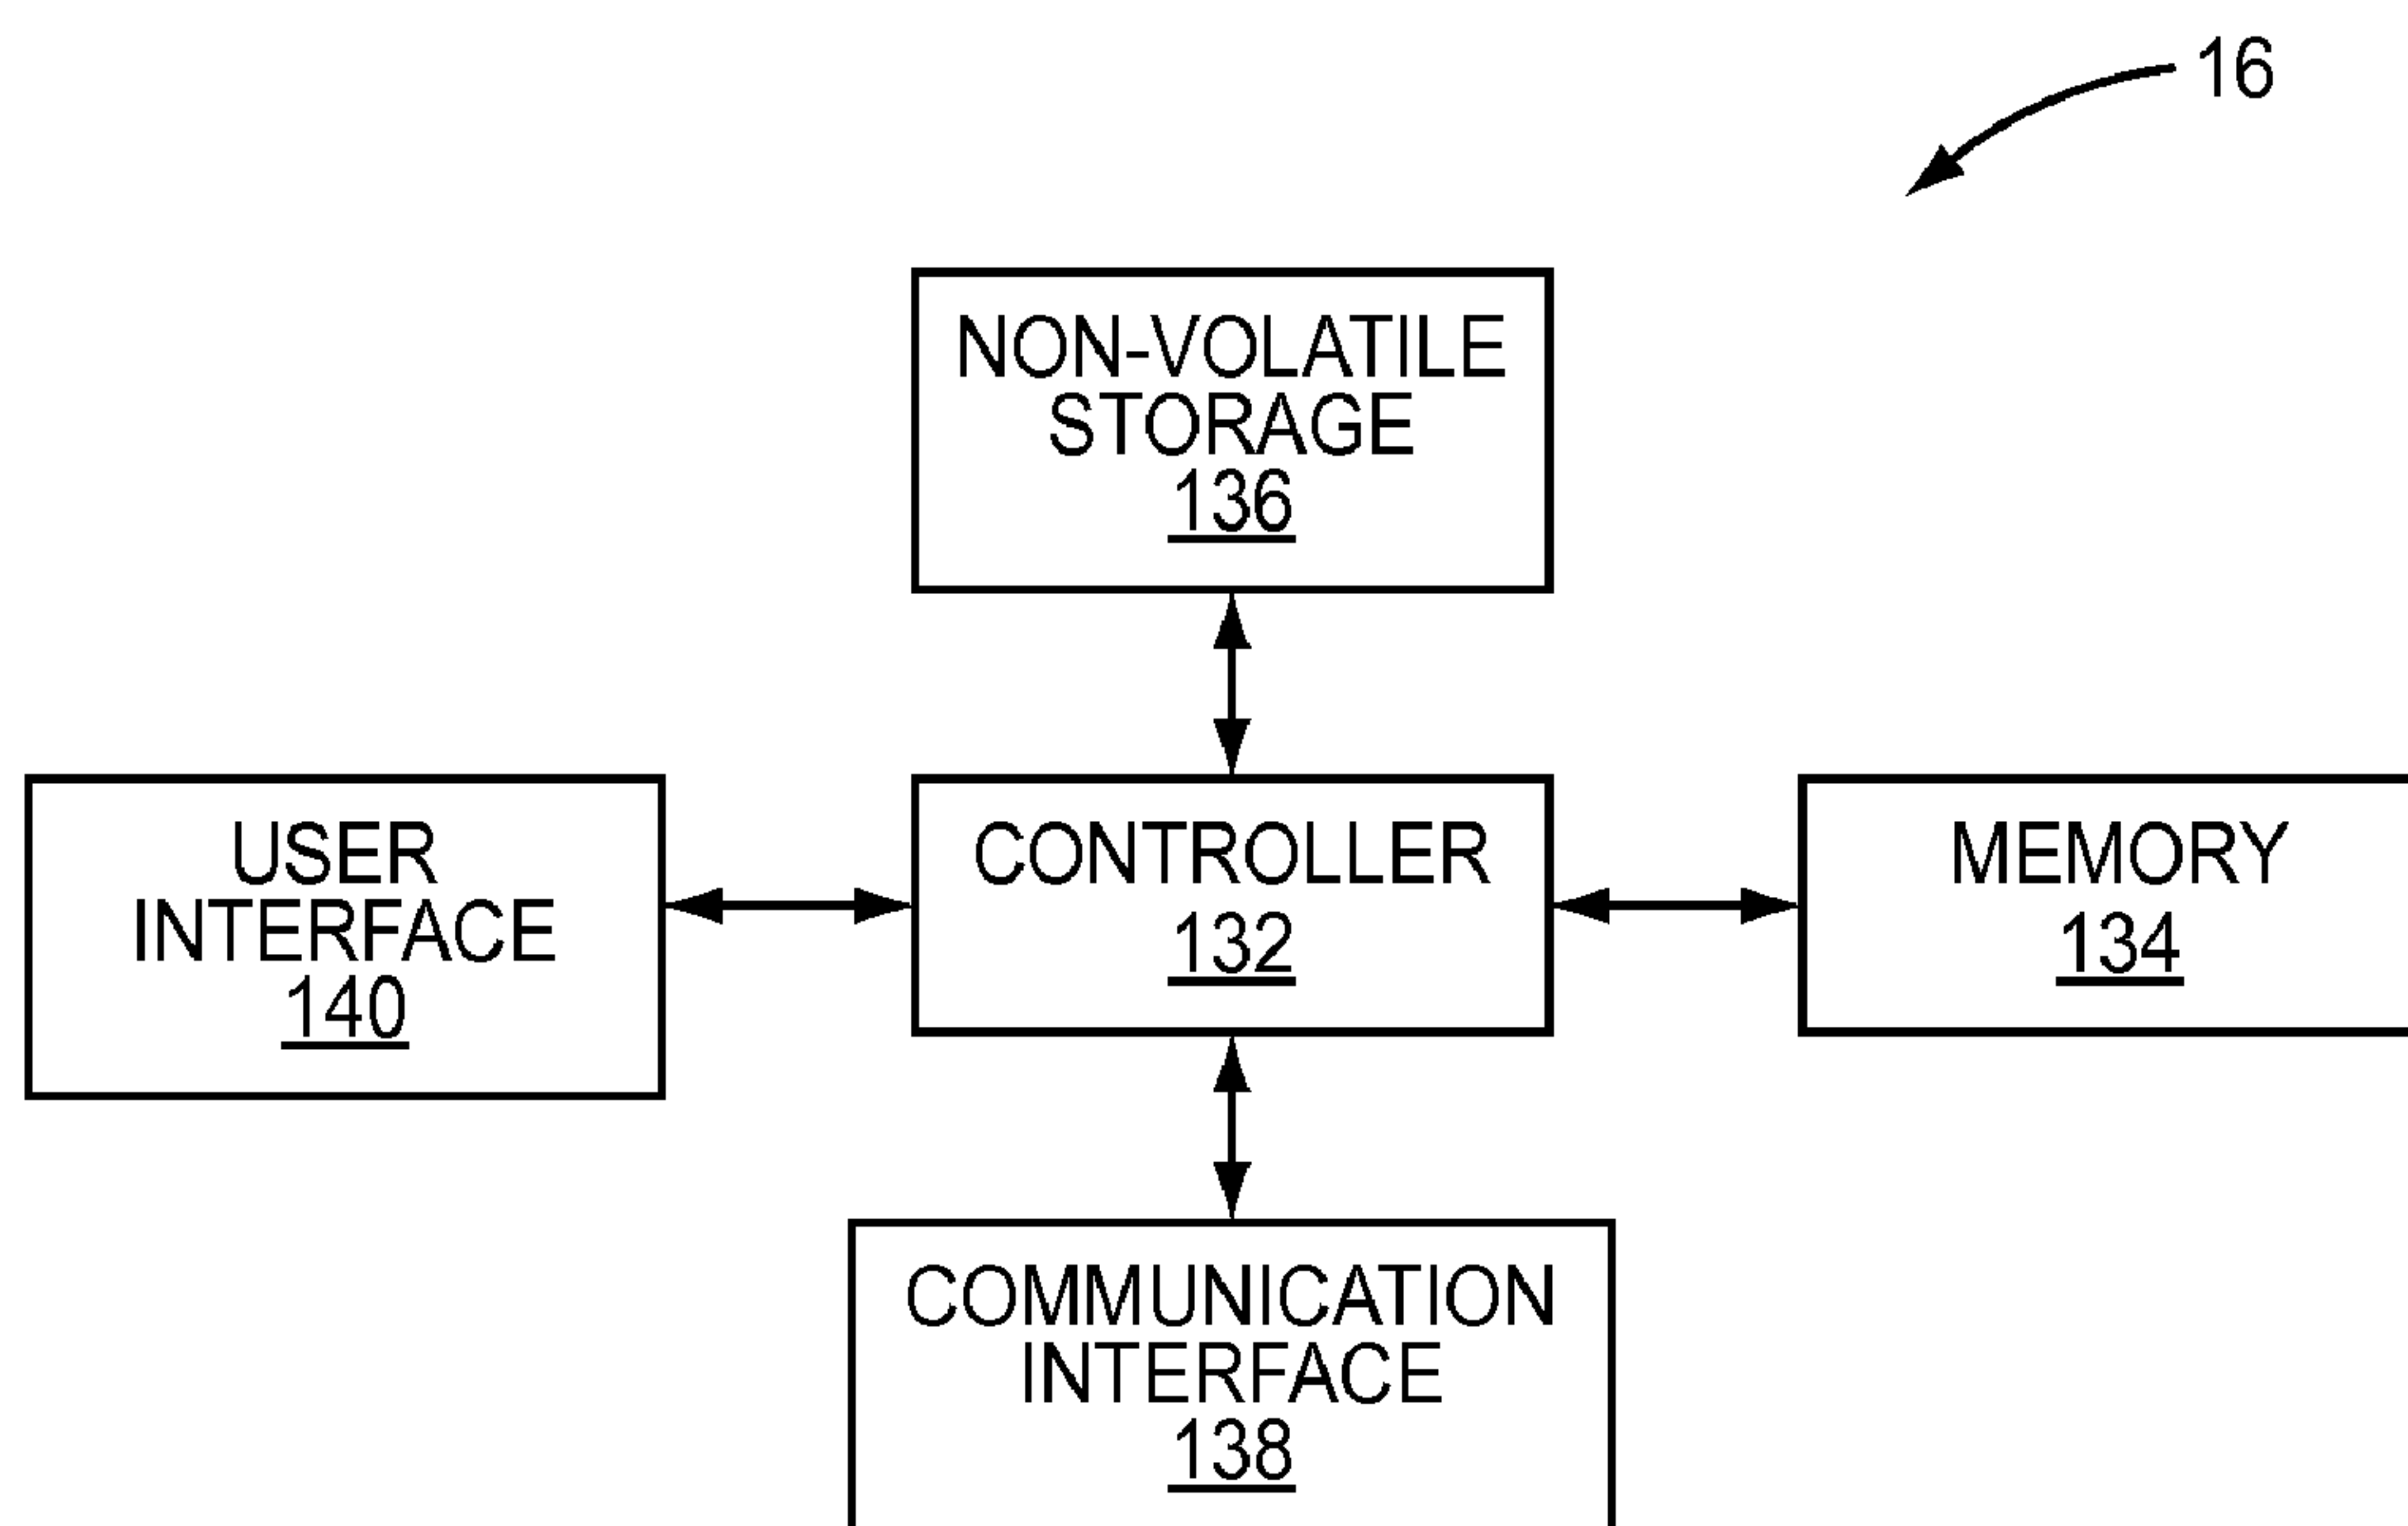 16
NON-VOLATILE
STORAGE
136
USER
INTERFACE
140
CONTROLLER
132
MEMORY
134
COMMUNICATION
INTERFACE
138